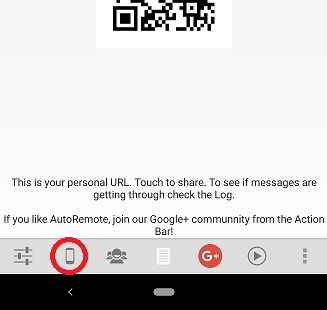 This is your personal URL. Touch to share. To see if messages are
getting through check the Log.
If you like AutoRemote, join our Google+ communnity from the Action
Bar!
G+